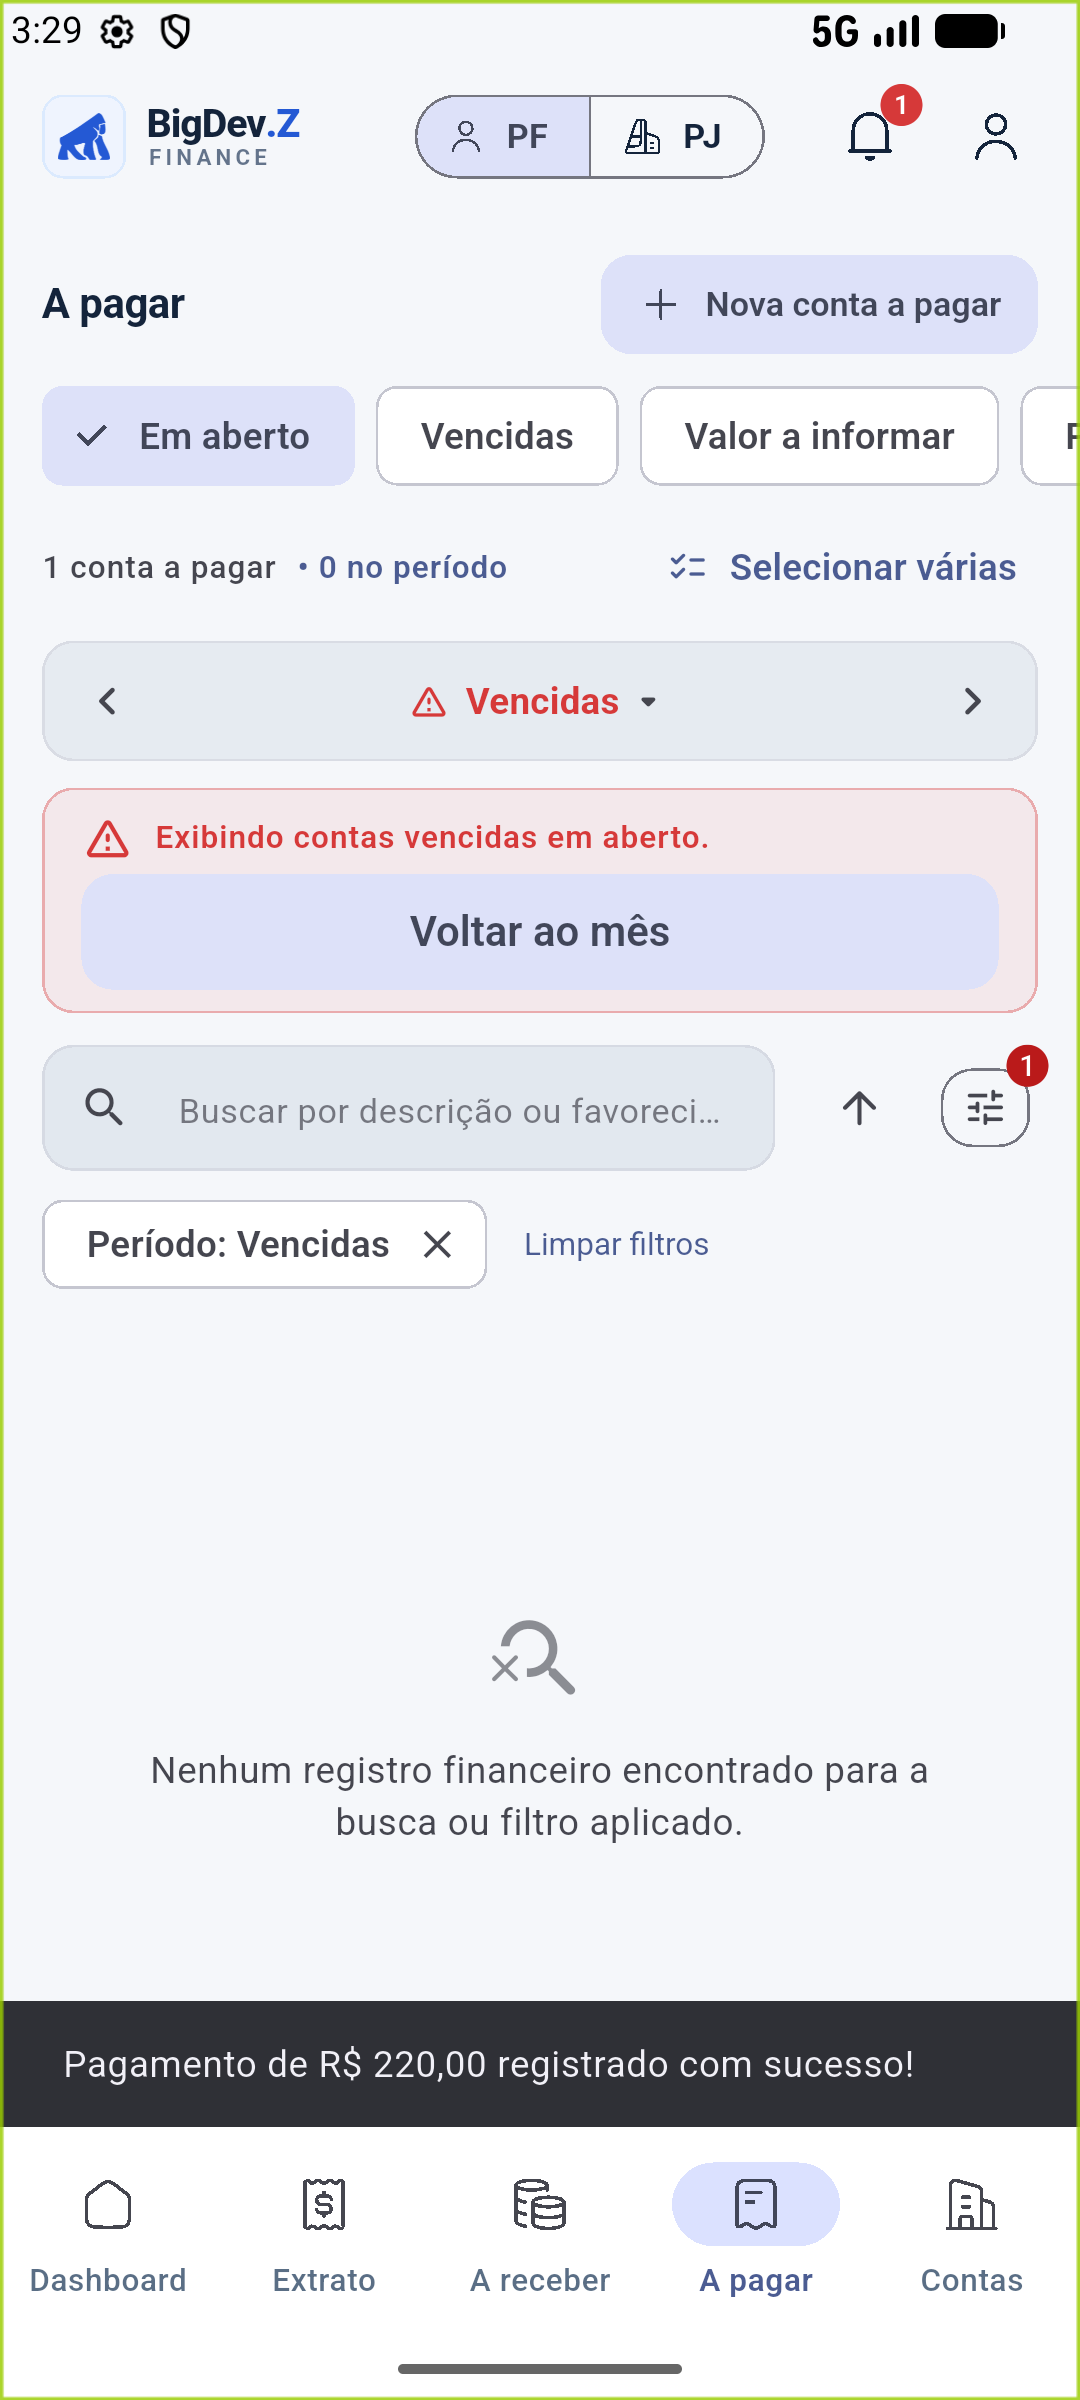 3:29
5G
BigDev.Z
FINANCE
PF
PJ
1
A pagar
Nova conta a pagar
Em aberto
Vencidas
Valor a informar
1 conta a pagar • 0 no período
Selecionar várias
Vencidas
Exibindo contas vencidas em aberto.
Voltar ao mês
Buscar por descrição ou favoreci...
1
Período: Vencidas
Limpar filtros
Nenhum registro financeiro encontrado para a
busca ou filtro aplicado.
Pagamento de R$ 220,00 registrado com sucesso!
Dashboard
Extrato
A receber
A pagar
Contas